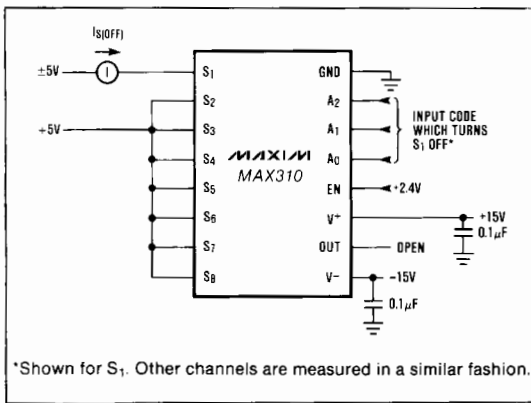 IS(OFF)
±5V
I
+5V
S1
S2
S3
S4
S5
S6
S7
S8
MAXIM
MAX310
GND
A2
A1
A0
EN
V+
OUT
V−
INPUT CODE
WHICH TURNS
S1 OFF*
+2.4V
+15V
0.1µF
OPEN
−15V
0.1µF
*Shown for S1. Other channels are measured in a similar fashion.